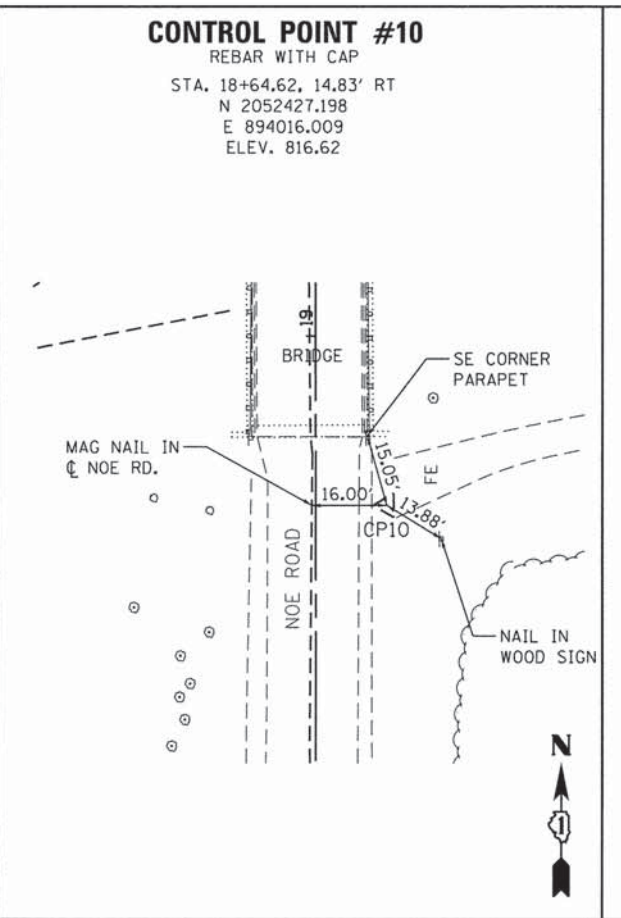 CONTROL POINT #10
REBAR WITH CAP
STA. 18+64.62, 14.83' RT
N 2052427.198
E 894016.009
ELEV. 816.62
19
BRIDGE
SE CORNER
PARAPET
MAG NAIL IN
℄ NOE RD.
15.05'
FE
16.00'
13.88'
CP10
NOE ROAD
NAIL IN
WOOD SIGN
N
1